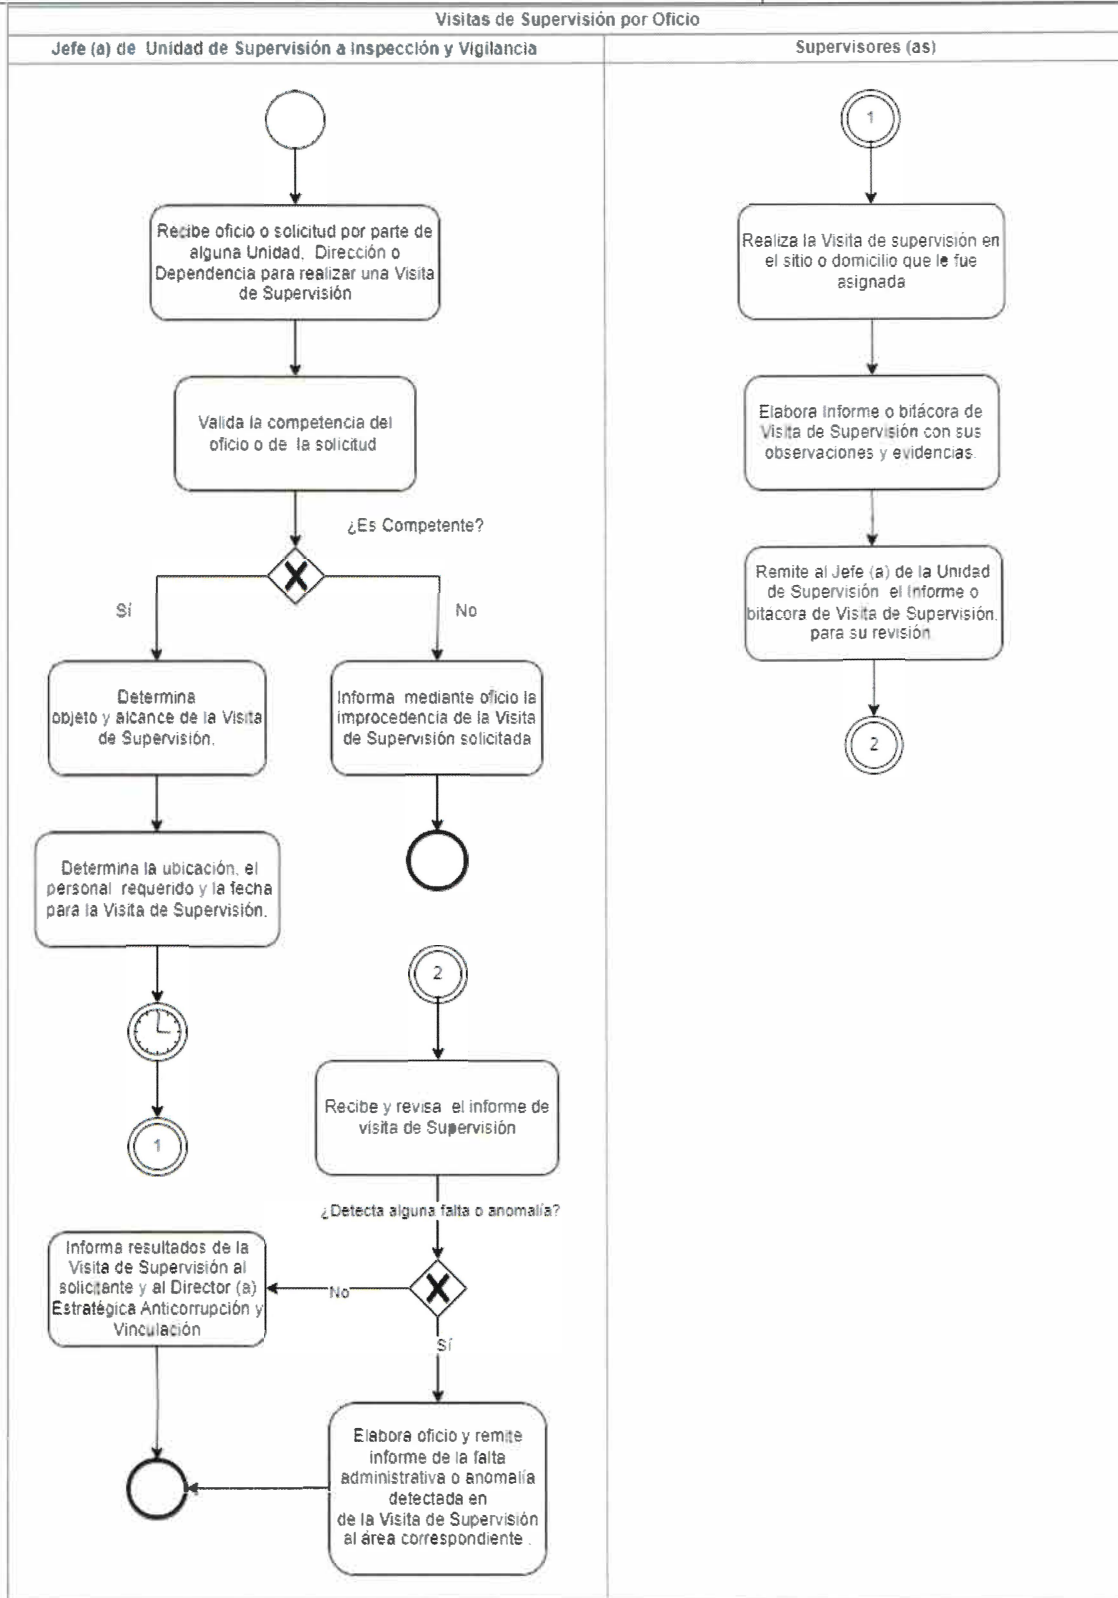 Visitas de Supervisión por Oficio
Jefe (a) de Unidad de Supervisión a Inspección y Vigilancia
Supervisores (as)
Recibe oficio o solicitud por parte de
alguna Unidad, Dirección o
Dependencia para realizar una Visita
de Supervisión
Valida la competencia del
oficio o de la solicitud
¿Es Competente?
Sí
No
Determina
objeto y alcance de la Visita
de Supervisión.
Informa mediante oficio la
improcedencia de la Visita
de Supervisión solicitada
Determina la ubicación, el
personal requerido y la fecha
para la Visita de Supervisión.
1
2
Recibe y revisa el informe de
visita de Supervisión
¿Detecta alguna falta o anomalía?
No
Sí
Informa resultados de la
Visita de Supervisión al
solicitante y al Director (a)
Estratégica Anticorrupción y
Vinculación
Elabora oficio y remite
informe de la falta
administrativa o anomalía
detectada en
de la Visita de Supervisión
al área correspondiente .
1
Realiza la Visita de supervisión en
el sitio o domicilio que le fue
asignada
Elabora Informe o bitácora de
Visita de Supervisión con sus
observaciones y evidencias.
Remite al Jefe (a) de la Unidad
de Supervisión el Informe o
bitacora de Visita de Supervisión,
para su revisión
2